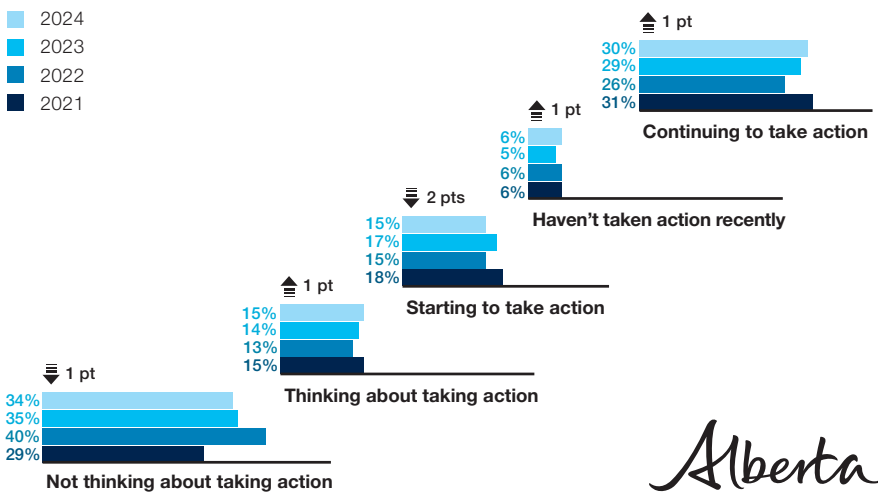 2024
2023
2022
2021
1 pt
30%
29%
26%
31%
Continuing to take action
1 pt
6%
5%
6%
6%
Haven't taken action recently
2 pts
15%
17%
15%
18%
Starting to take action
1 pt
15%
14%
13%
15%
Thinking about taking action
1 pt
34%
35%
40%
29%
Not thinking about taking action
Alberta